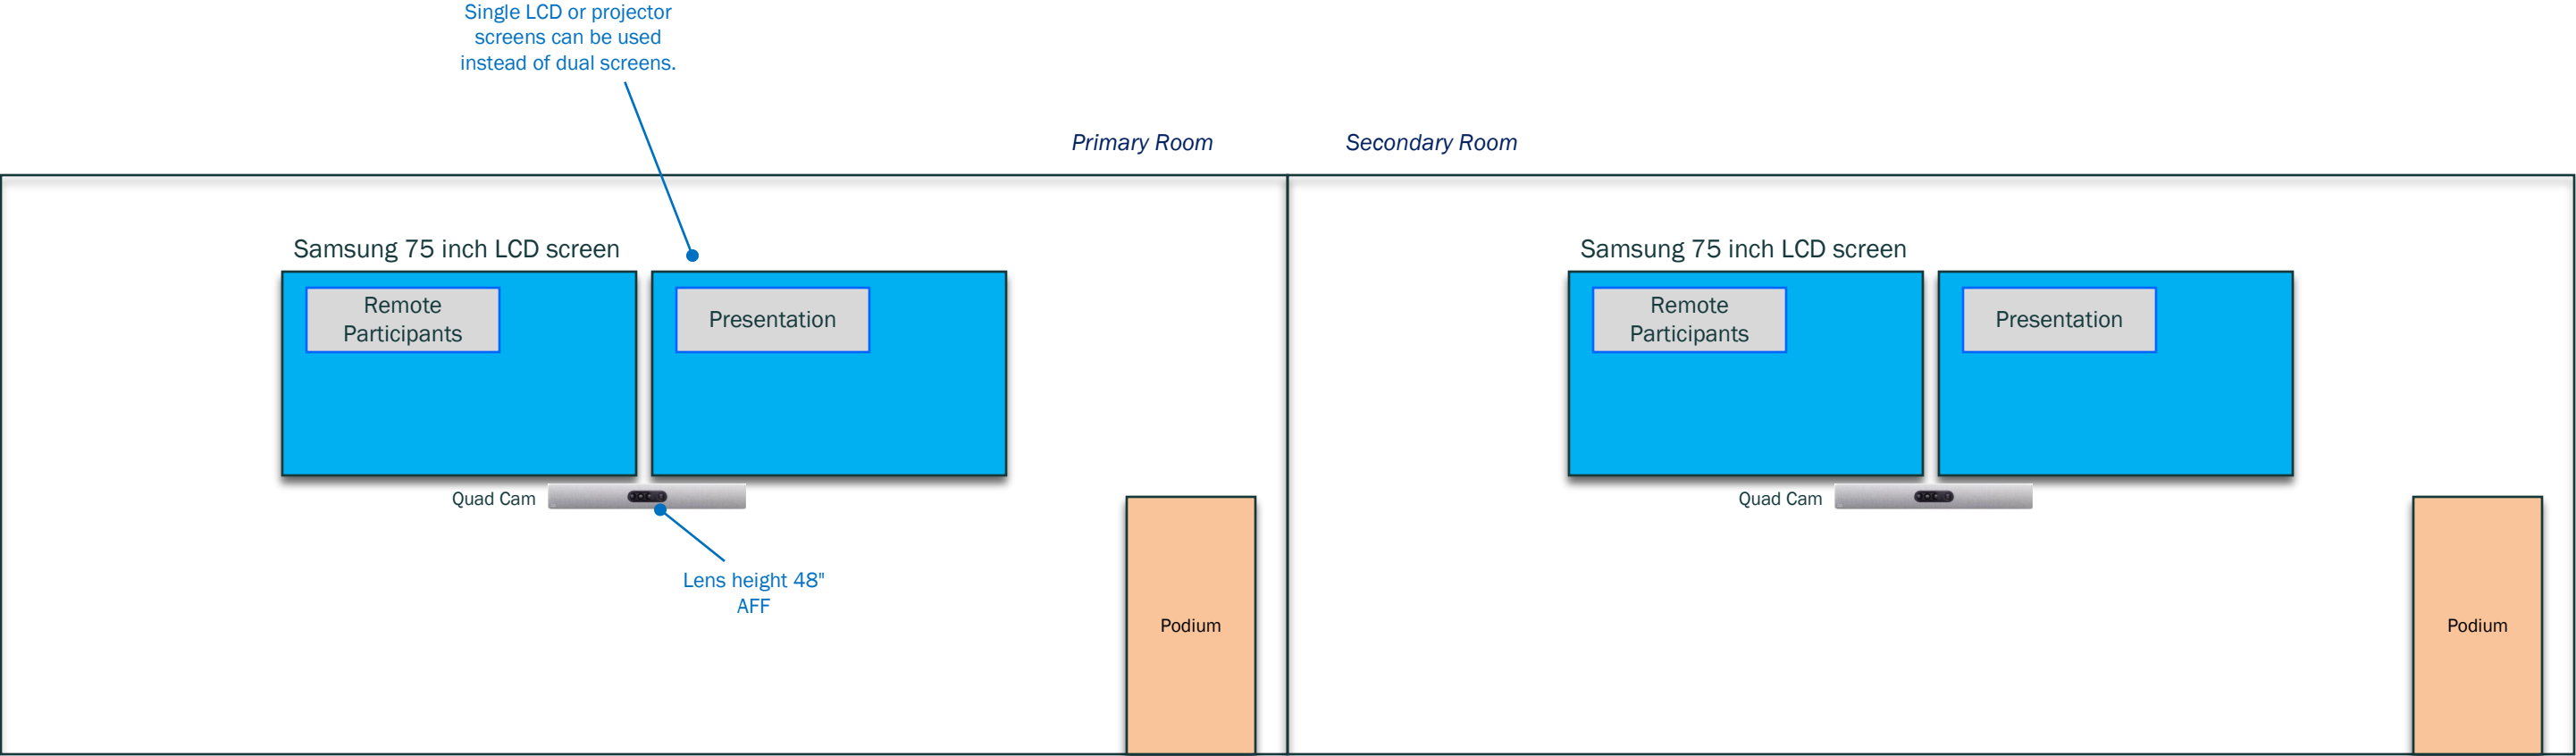 Single LCD or projector
screens can be used
instead of dual screens.
Primary Room
Secondary Room
Samsung 75 inch LCD screen
Remote
Participants
Presentation
Quad Cam
Lens height 48"
AFF
Podium
Samsung 75 inch LCD screen
Remote
Participants
Presentation
Quad Cam
Podium